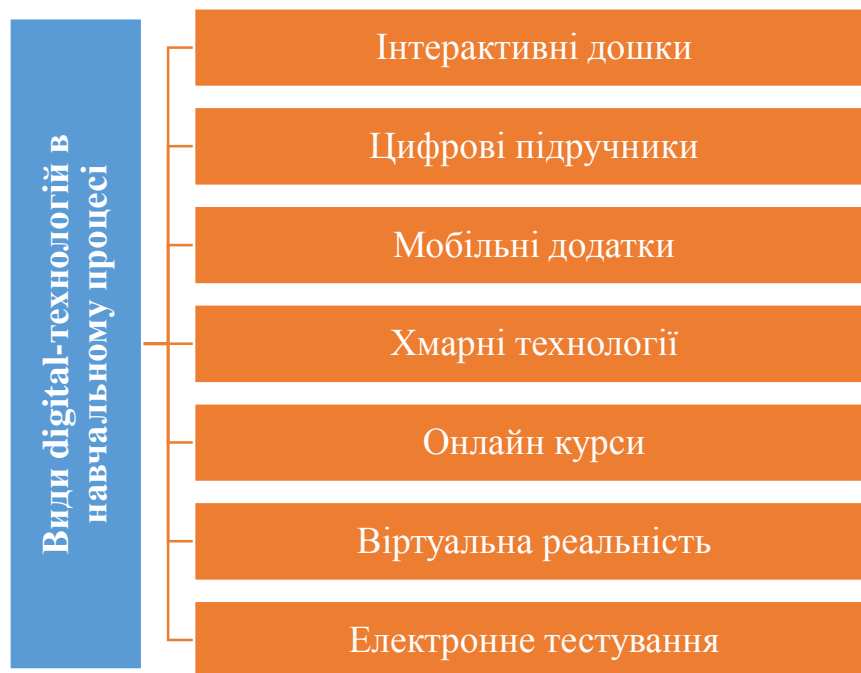 Види digital-технологій в
навчальному процесі
Інтерактивні дошки
Цифрові підручники
Мобільні додатки
Хмарні технології
Онлайн курси
Віртуальна реальність
Електронне тестування